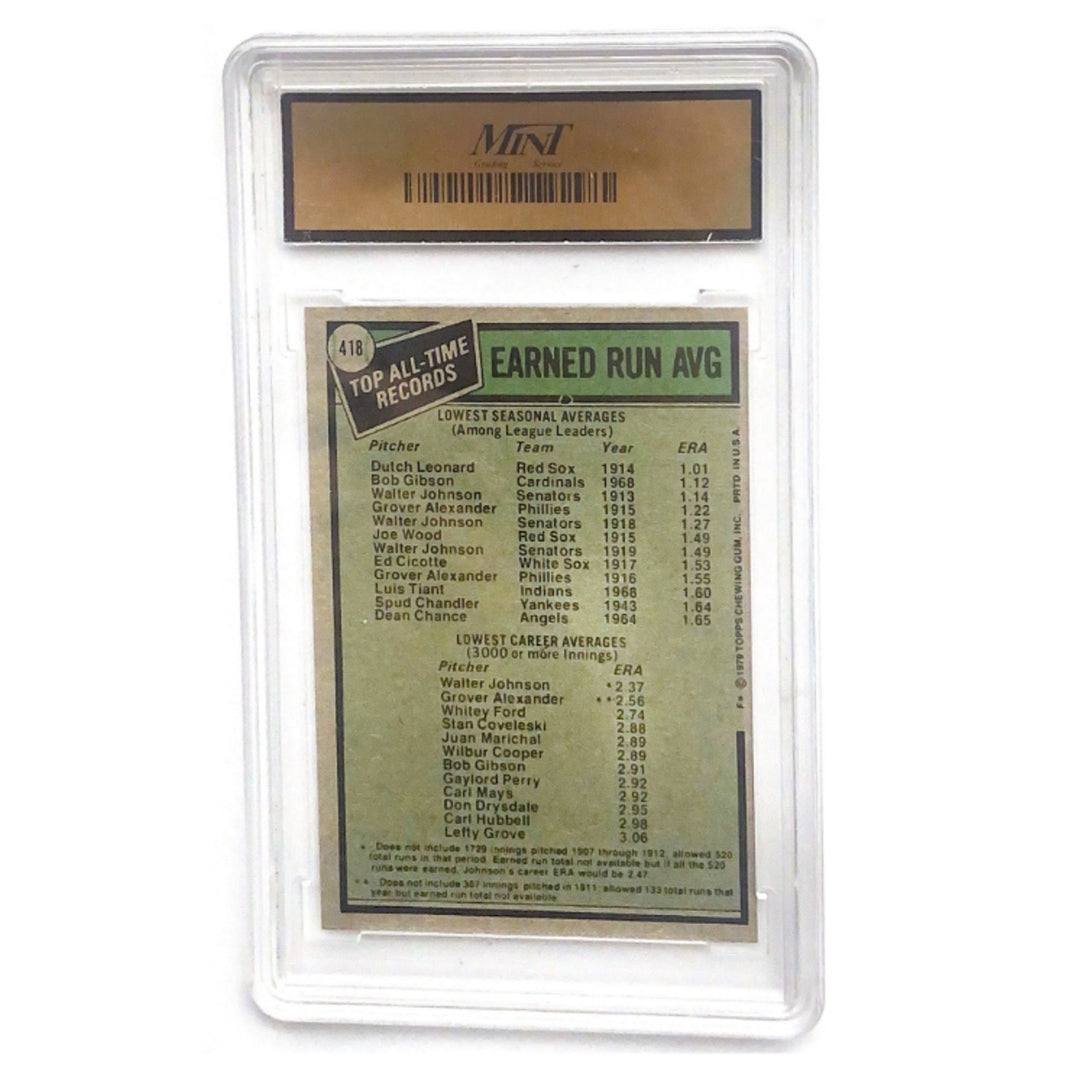 MINT
Grading Service
418
TOP ALL-TIME
RECORDS
EARNED RUN AVG
LOWEST SEASONAL AVERAGES
(Among League Leaders)
Pitcher Team Year ERA
Dutch Leonard Red Sox 1914 1.01
Bob Gibson Cardinals 1968 1.12
Walter Johnson Senators 1913 1.14
Grover Alexander Phillies 1915 1.22
Walter Johnson Senators 1918 1.27
Joe Wood Red Sox 1915 1.49
Walter Johnson Senators 1919 1.49
Ed Cicotte White Sox 1917 1.53
Grover Alexander Phillies 1916 1.55
Luis Tiant Indians 1968 1.60
Spud Chandler Yankees 1943 1.64
Dean Chance Angels 1964 1.65
LOWEST CAREER AVERAGES
(3000 or more Innings)
Pitcher ERA
Walter Johnson *2.37
Grover Alexander **2.56
Whitey Ford 2.74
Stan Coveleski 2.88
Juan Marichal 2.89
Wilbur Cooper 2.89
Bob Gibson 2.91
Gaylord Perry 2.92
Carl Mays 2.92
Don Drysdale 2.95
Carl Hubbell 2.98
Lefty Grove 3.06
* Does not include 1729 innings pitched 1907 through 1912, allowed 520
total runs in that period. Earned run total not available but if all the 520
runs were earned, Johnson's career ERA would be 2.47.
** Does not include 367 innings pitched in 1911; allowed 133 total runs that
year but earned run total not available.
F* © 1979 TOPPS CHEWING GUM, INC. PRTD. IN U.S.A.